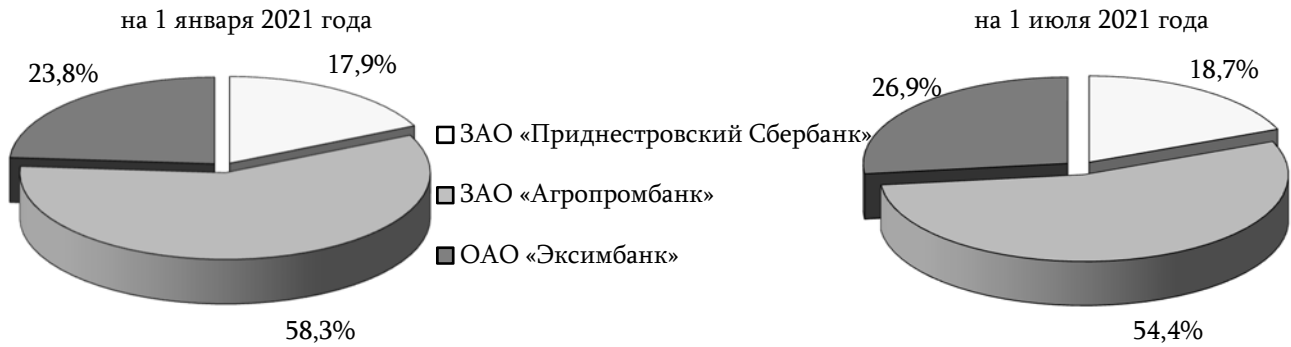 на 1 января 2021 года
23,8%
17,9%
58,3%
ЗАО «Приднестровский Сбербанк»
ЗАО «Агропромбанк»
ОАО «Эксимбанк»
на 1 июля 2021 года
26,9%
18,7%
54,4%